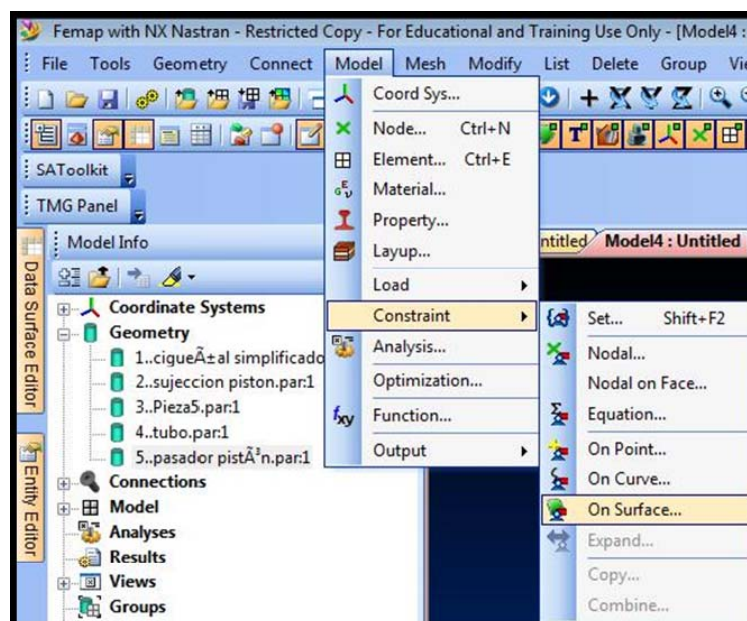 Femap with NX Nastran - Restricted Copy - For Educational and Training Use Only - [Model4 :
File Tools Geometry Connect Model Mesh Modify List Delete Group
SAToolkit
TMG Panel
Model Info
Data Surface Editor
Entity Editor
Coordinate Systems
Geometry
1..cigueÃ±al simplificado
2..sujeccion piston.par:1
3..Pieza5.par:1
4..tubo.par:1
5..pasador pistÃ³n.par:1
Connections
Model
Analyses
Results
Views
Groups
Coord Sys...
Node... Ctrl+N
Element... Ctrl+E
Material...
Property...
Layup...
Load
Constraint
Analysis...
Optimization...
Function...
Output
Model4 : Untitled
Set... Shift+F2
Nodal...
Nodal on Face...
Equation...
On Point...
On Curve...
On Surface...
Expand...
Copy...
Combine...